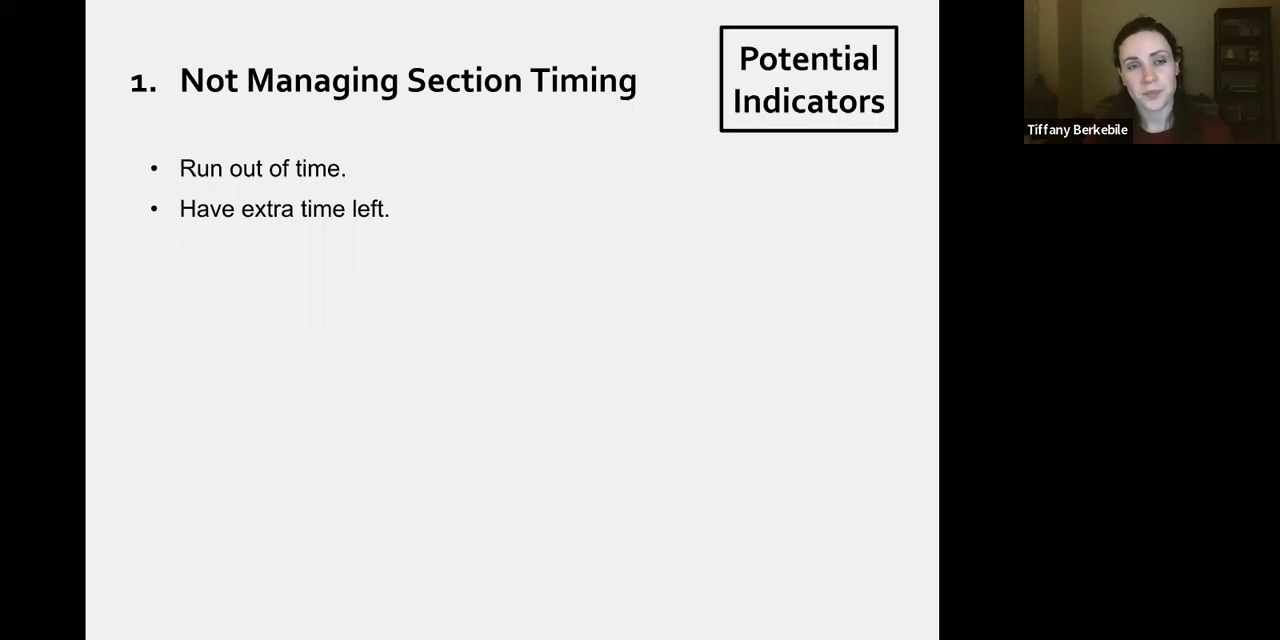 1. Not Managing Section Timing
Potential
Indicators
• Run out of time.
• Have extra time left.
Tiffany Berkebile